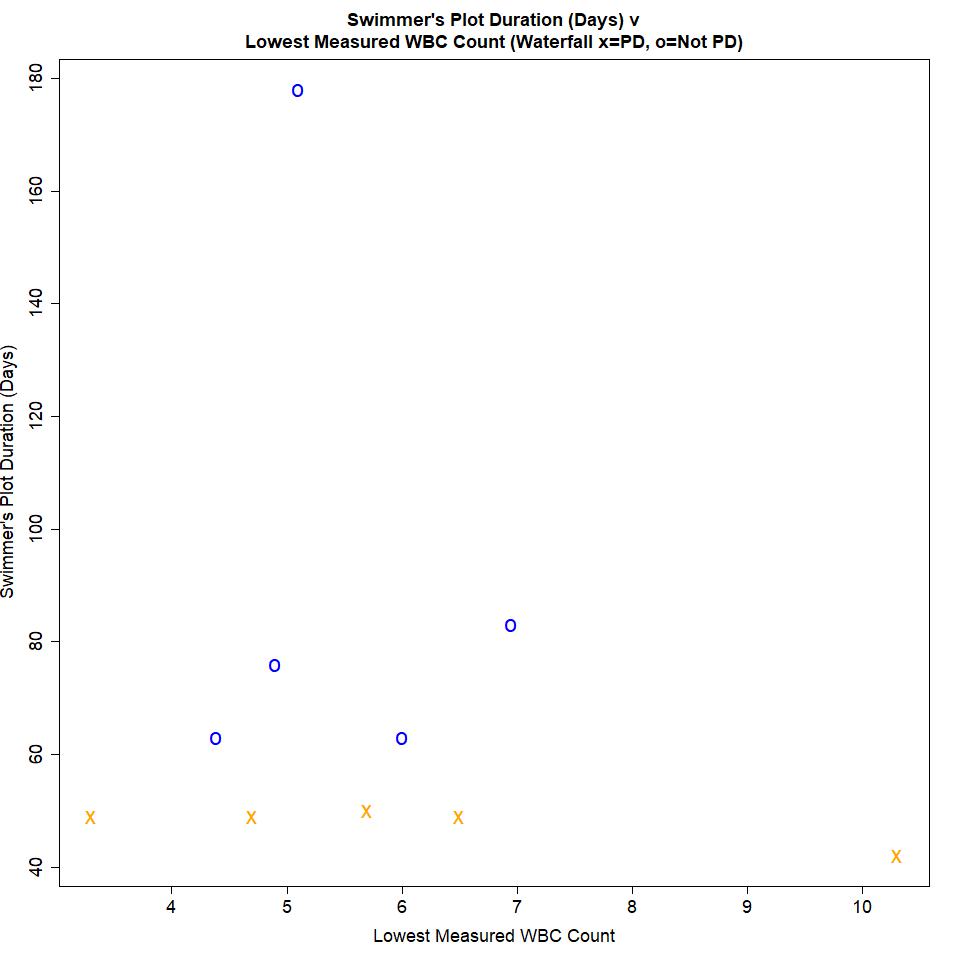 Swimmer's Plot Duration (Days) v
Lowest Measured WBC Count (Waterfall x=PD, o=Not PD)
Swimmer's Plot Duration (Days)
180
160
140
120
100
80
60
40
o
o
o
o
o
x
x
x
x
x
4 5 6 7 8 9 10
Lowest Measured WBC Count